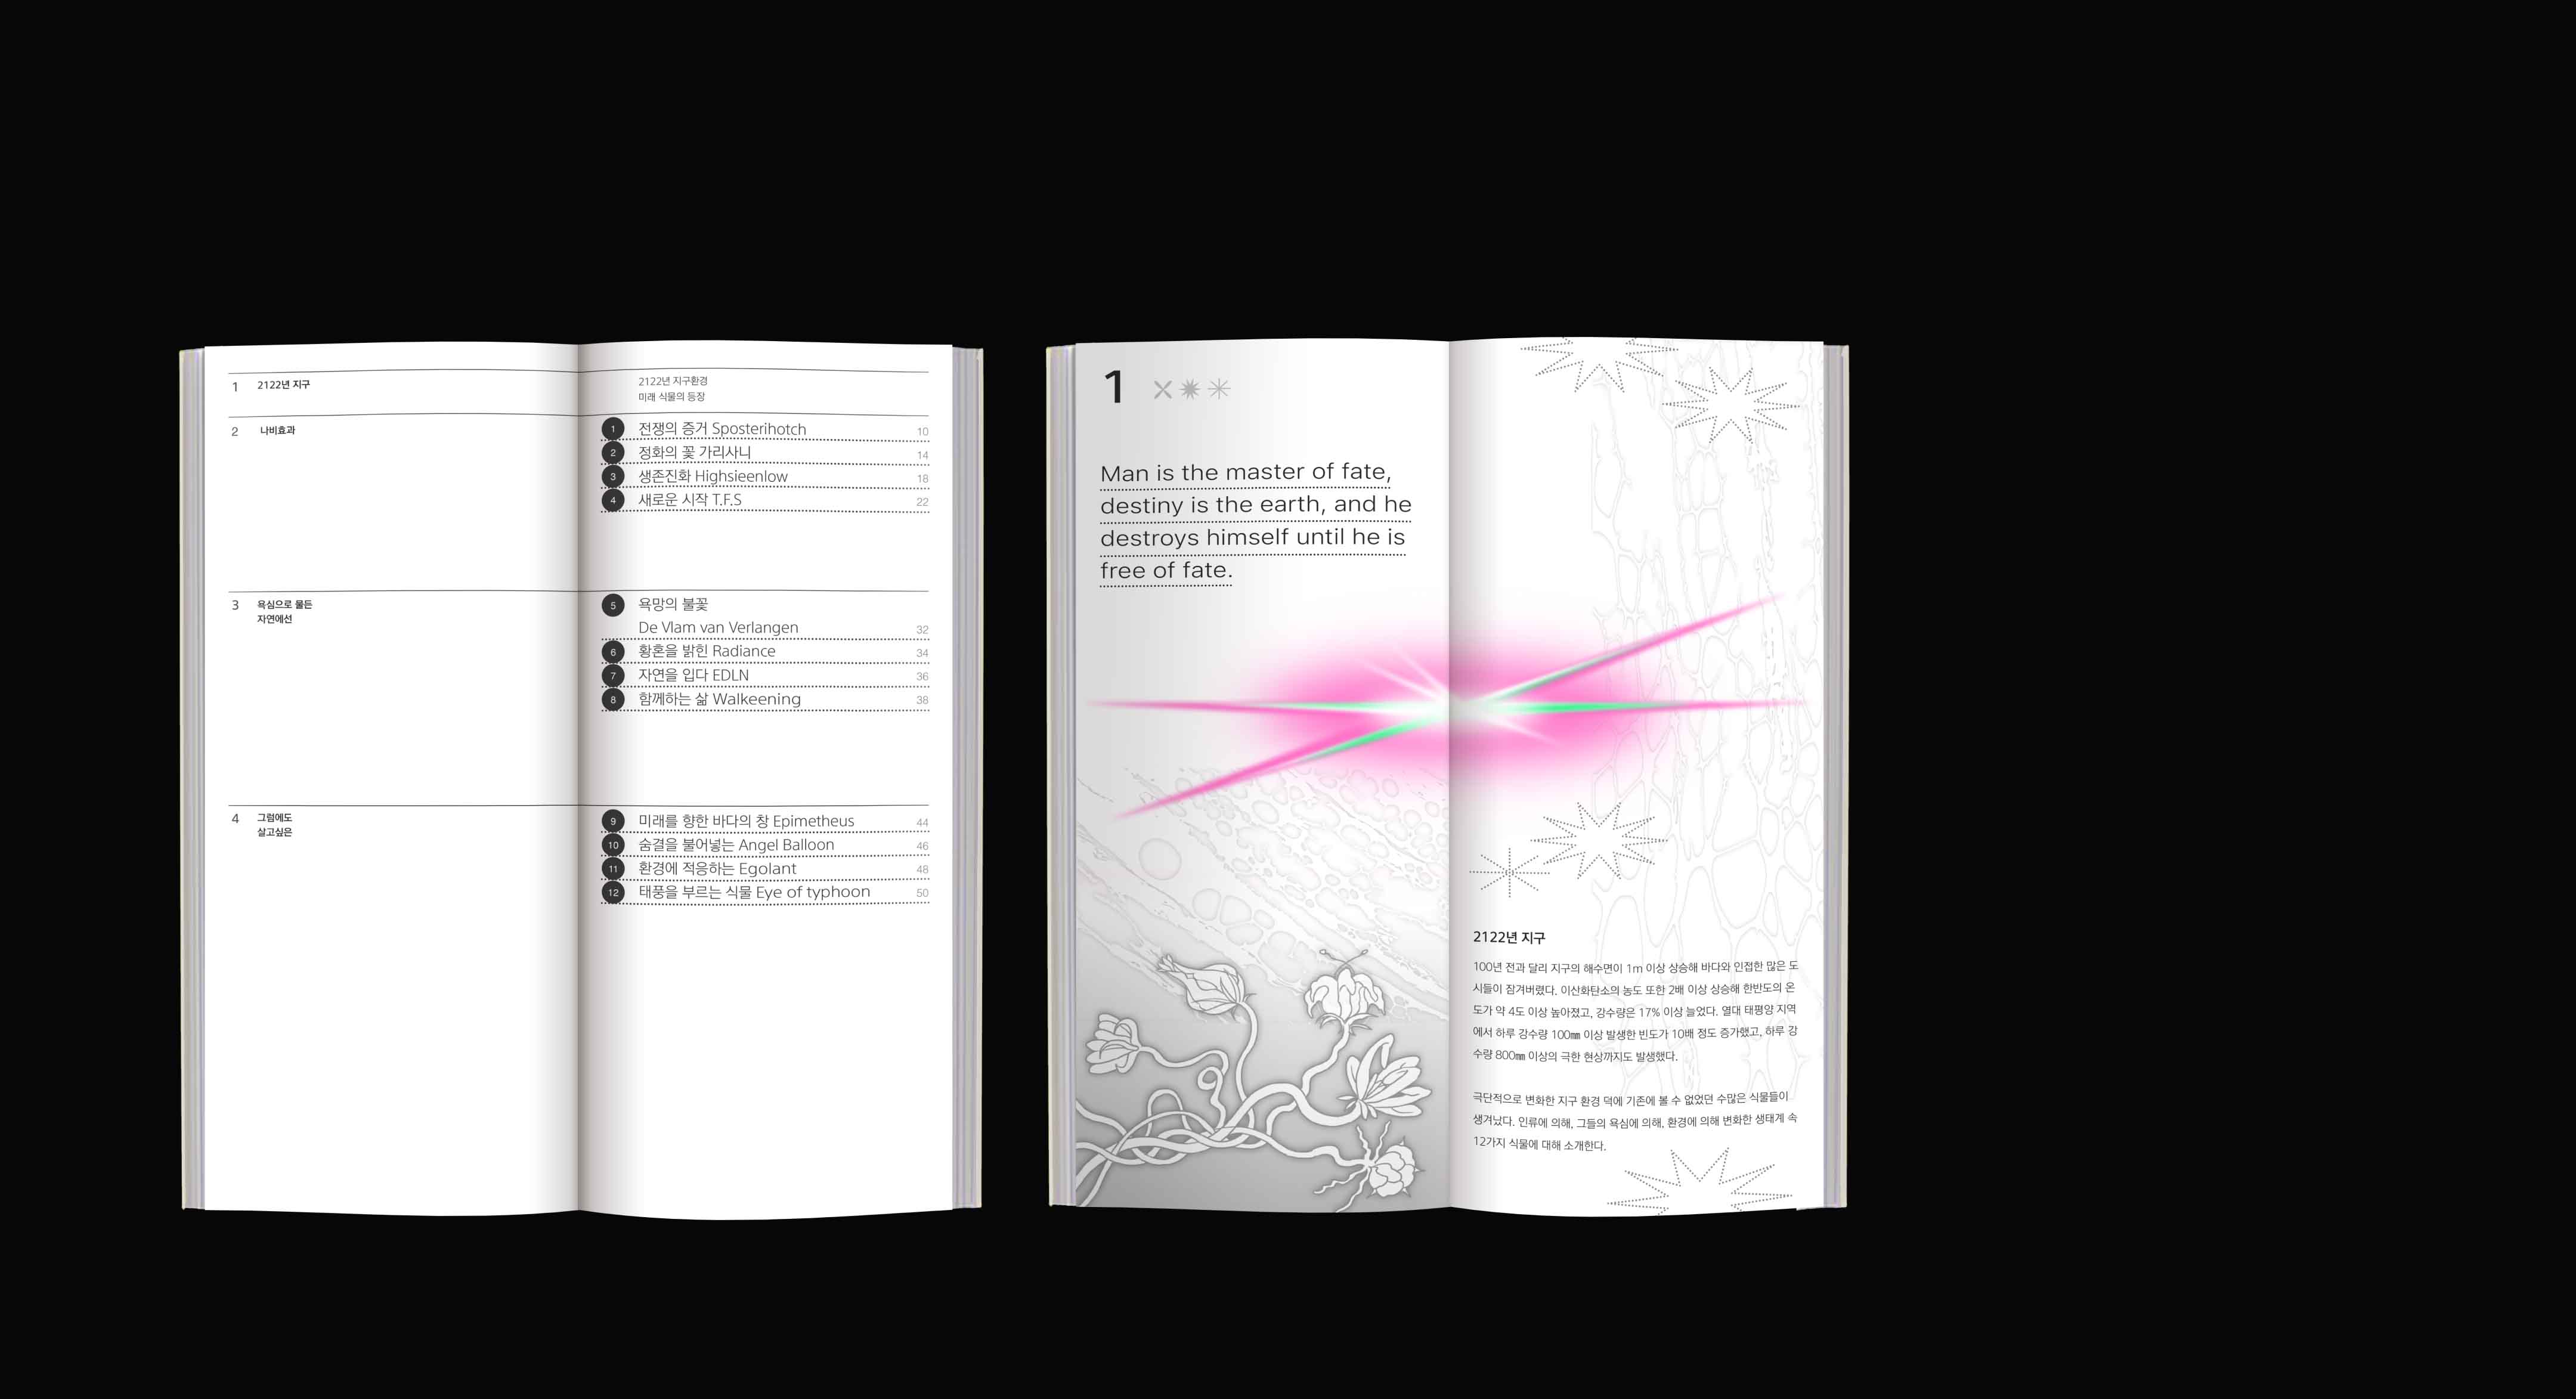 1 2122년 지구
2122년 지구환경
미래 식물의 등장
2 나비효과
1 전쟁의 증거 Sposterihotch 10
2 정화의 꽃 가리사니 14
3 생존진화 Highsieenlow 18
4 새로운 시작 T.F.S 22
3 욕심으로 물든
자연에선
5 욕망의 불꽃
De Vlam van Verlangen 32
6 황혼을 밝힌 Radiance 34
7 자연을 입다 EDLN 36
8 함께하는 삶 Walkeening 38
4 그럼에도
살고싶은
9 미래를 향한 바다의 창 Epimetheus 44
10 숨결을 불어넣는 Angel Balloon 46
11 환경에 적응하는 Egolant 48
12 태풍을 부르는 식물 Eye of typhoon 50
1
Man is the master of fate,
destiny is the earth, and he
destroys himself until he is
free of fate.
2122년 지구
100년 전과 달리 지구의 해수면이 1m 이상 상승해 바다와 인접한 많은 도
시들이 잠겨버렸다. 이산화탄소의 농도 또한 2배 이상 상승해 한반도의 온
도가 약 4도 이상 높아졌고, 강수량은 17% 이상 늘었다. 열대 태평양 지역
에서 하루 강수량 100㎜ 이상 발생한 빈도가 10배 정도 증가했고, 하루 강
수량 800㎜ 이상의 극한 현상까지도 발생했다.
극단적으로 변화한 지구 환경 덕에 기존에 볼 수 없었던 수많은 식물들이
생겨났다. 인류에 의해, 그들의 욕심에 의해, 환경에 의해 변화한 생태계 속
12가지 식물에 대해 소개한다.